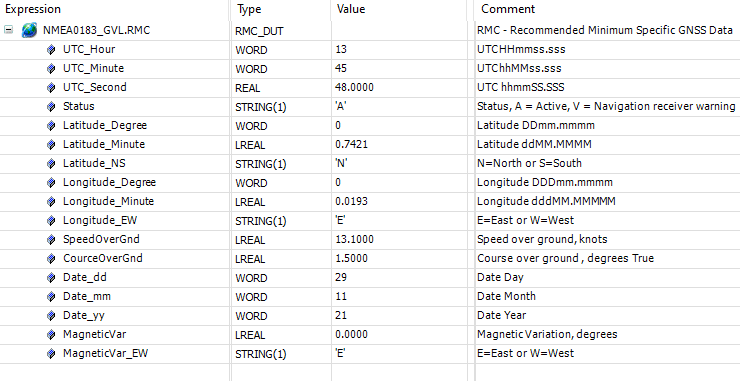 Expression Type Value Comment
NMEA0183_GVL.RMC RMC_DUT RMC - Recommended Minimum Specific GNSS Data
UTC_Hour WORD 13 UTCHHmmss.sss
UTC_Minute WORD 45 UTChhMMss.sss
UTC_Second REAL 48.0000 UTC hhmmSS.SSS
Status STRING(1) 'A' Status, A = Active, V = Navigation receiver warning
Latitude_Degree WORD 0 Latitude DDmm.mmmm
Latitude_Minute LREAL 0.7421 Latitude ddMM.MMMM
Latitude_NS STRING(1) 'N' N=North or S=South
Longitude_Degree WORD 0 Longitude DDDmm.mmmm
Longitude_Minute LREAL 0.0193 Longitude dddMM.MMMMM
Longitude_EW STRING(1) 'E' E=East or W=West
SpeedOverGnd LREAL 13.1000 Speed over ground, knots
CourceOverGnd LREAL 1.5000 Course over ground , degrees True
Date_dd WORD 29 Date Day
Date_mm WORD 11 Date Month
Date_yy WORD 21 Date Year
MagneticVar LREAL 0.0000 Magnetic Variation, degrees
MagneticVar_EW STRING(1) 'E' E=East or W=West